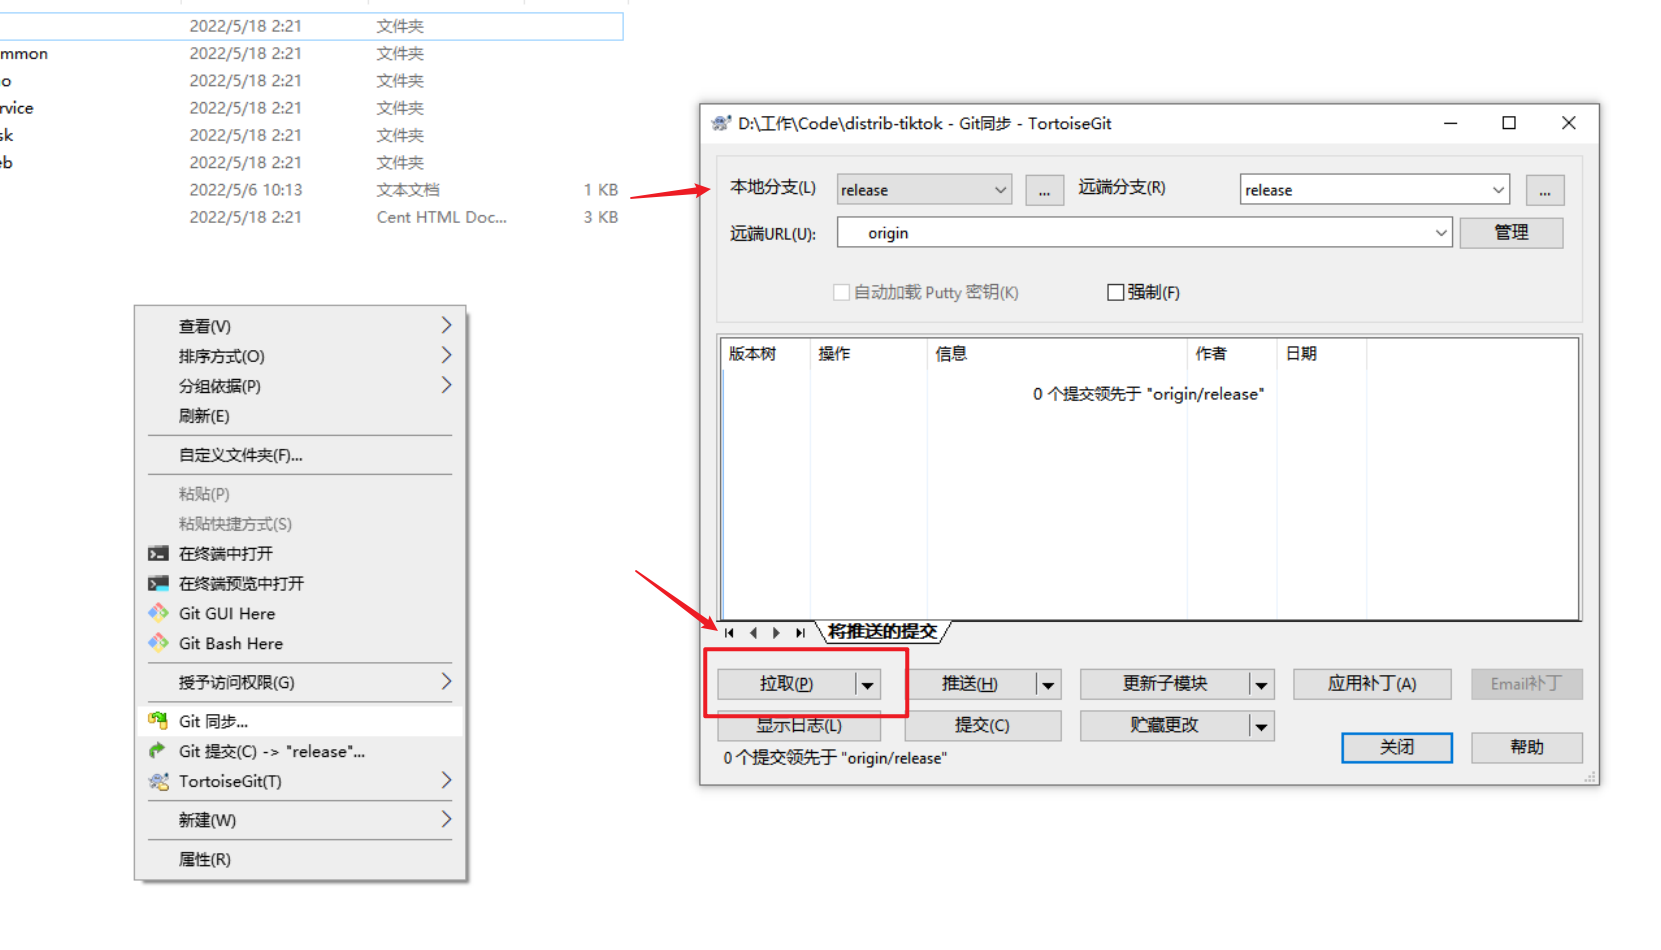 2022/5/18 2:21 文件夹
mmon 2022/5/18 2:21 文件夹
o 2022/5/18 2:21 文件夹
rvice 2022/5/18 2:21 文件夹
sk 2022/5/18 2:21 文件夹
eb 2022/5/18 2:21 文件夹
2022/5/6 10:13 文本文档 1 KB
2022/5/18 2:21 Cent HTML Doc... 3 KB
查看(V)
排序方式(O)
分组依据(P)
刷新(E)
自定义文件夹(F)...
粘贴(P)
粘贴快捷方式(S)
在终端中打开
在终端预览中打开
Git GUI Here
Git Bash Here
授予访问权限(G)
Git 同步...
Git 提交(C) -> "release"...
TortoiseGit(T)
新建(W)
属性(R)
D:\工作\Code\distrib-tiktok - Git同步 - TortoiseGit
本地分支(L) release ... 远端分支(R) release ...
远端URL(U): origin 管理
自动加载 Putty 密钥(K) 强制(F)
版本树 操作 信息 作者 日期
0 个提交领先于 "origin/release"
将推送的提交
拉取(P) 推送(H) 更新子模块 应用补丁(A) Email补丁
显示日志(L) 提交(C) 贮藏更改
0 个提交领先于 "origin/release"
关闭 帮助